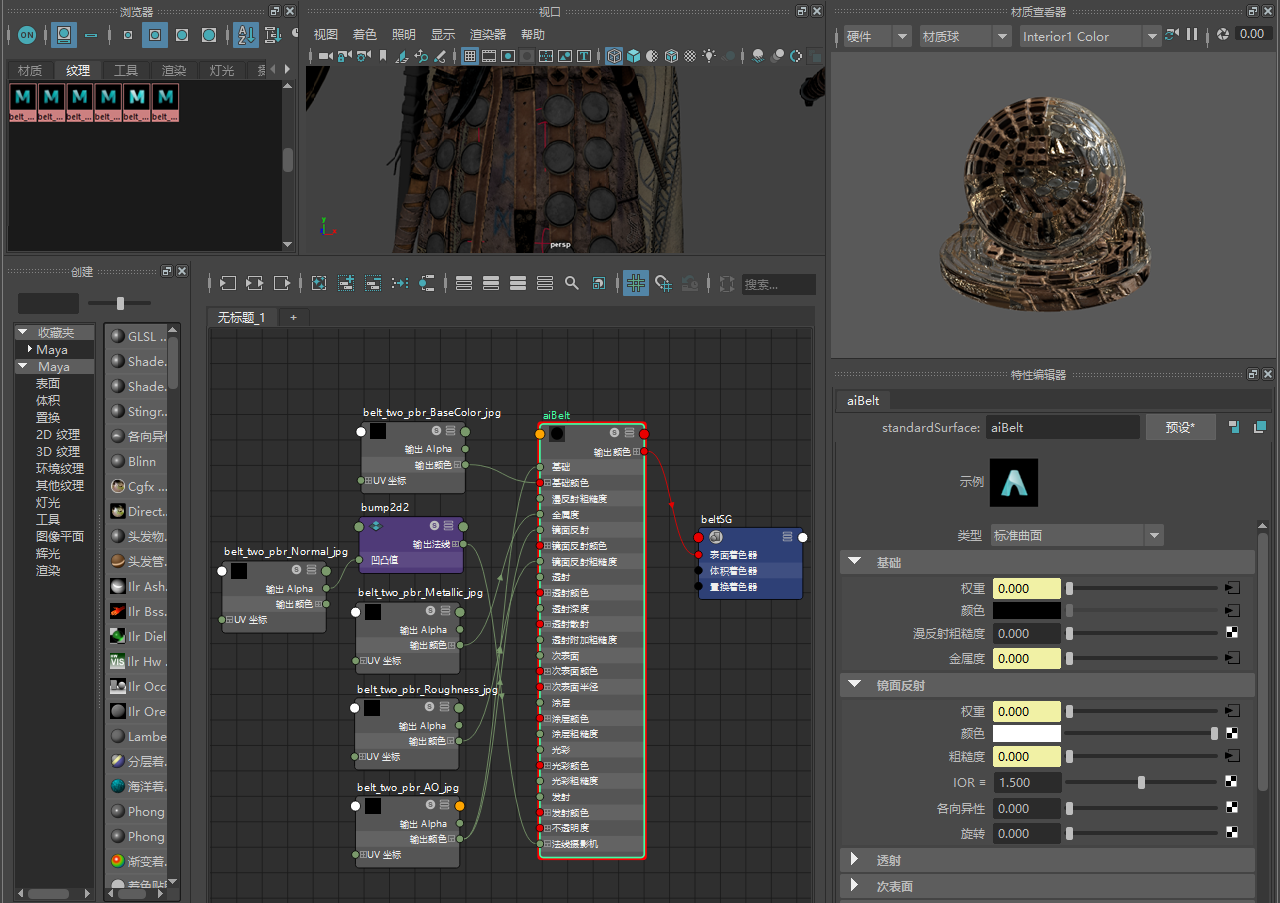 浏览器
ON
材质 纹理 工具 渲染 灯光
belt_... belt_... belt_... belt_... belt_... belt_...
视口
视图 着色 照明 显示 渲染器 帮助
y
persp
材质查看器
硬件 材质球 Interior1 Color 0.00
创建
收藏夹
Maya
Maya
表面
体积
置换
2D 纹理
3D 纹理
环境纹理
其他纹理
灯光
工具
图像平面
辉光
渲染
GLSL ..
Shade.
Shade.
Stingr.
各向异
Blinn
Cgfx ..
Direct.
头发物.
头发管.
Ilr Ash.
Ilr Bss.
Ilr Diel
Ilr Hw .
Ilr Occ
Ilr Ore
Lambe
分层着.
海洋着.
Phong
Phong
渐变着.
着色贴
搜索...
无标题_1 +
belt_two_pbr_BaseColor_jpg
输出 Alpha
输出颜色
UV 坐标
bump2d2
输出法线
凹凸值
belt_two_pbr_Normal_jpg
输出 Alpha
输出颜色
UV 坐标
belt_two_pbr_Metallic_jpg
输出 Alpha
输出颜色
UV 坐标
belt_two_pbr_Roughness_jpg
输出 Alpha
输出颜色
UV 坐标
belt_two_pbr_AO_jpg
输出 Alpha
输出颜色
UV 坐标
aiBelt
输出颜色
基础
基础颜色
漫反射粗糙度
金属度
镜面反射
镜面反射颜色
镜面反射粗糙度
透射
透射颜色
透射深度
透射散射
透射附加粗糙度
次表面
次表面颜色
次表面半径
涂层
涂层颜色
涂层粗糙度
光彩
光彩颜色
光彩粗糙度
发射
发射颜色
不透明度
法线摄影机
beltSG
表面着色器
体积着色器
置换着色器
特性编辑器
aiBelt
standardSurface: aiBelt 预设*
示例
类型 标准曲面
基础
权重 0.000
颜色
漫反射粗糙度 0.000
金属度 0.000
镜面反射
权重 0.000
颜色
粗糙度 0.000
IOR = 1.500
各向异性 0.000
旋转 0.000
透射
次表面